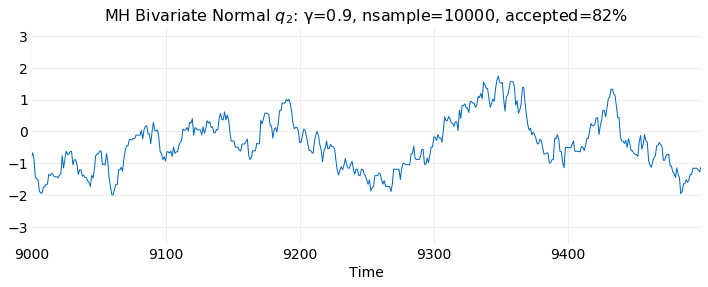 MH Bivariate Normal q₂: γ=0.9, nsample=10000, accepted=82%
3
2
1
0
−1
−2
−3
9000 9100 9200 9300 9400
Time